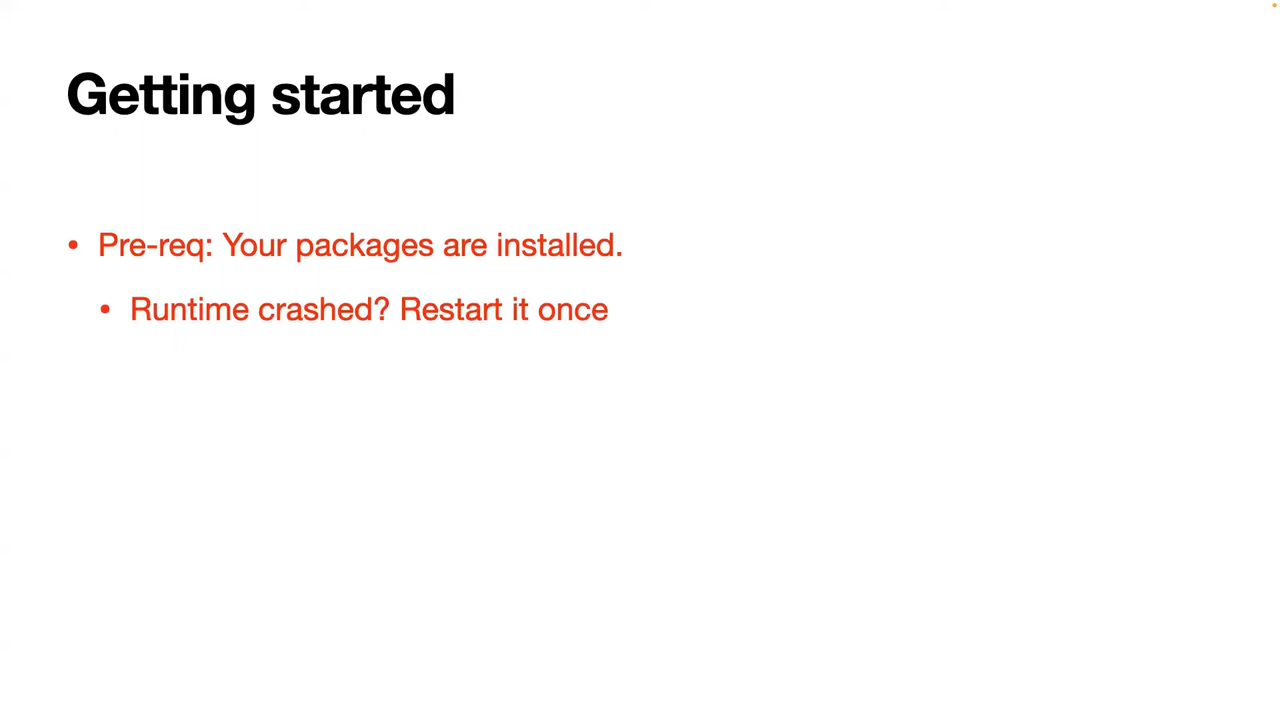 Getting started
• Pre-req: Your packages are installed.
• Runtime crashed? Restart it once